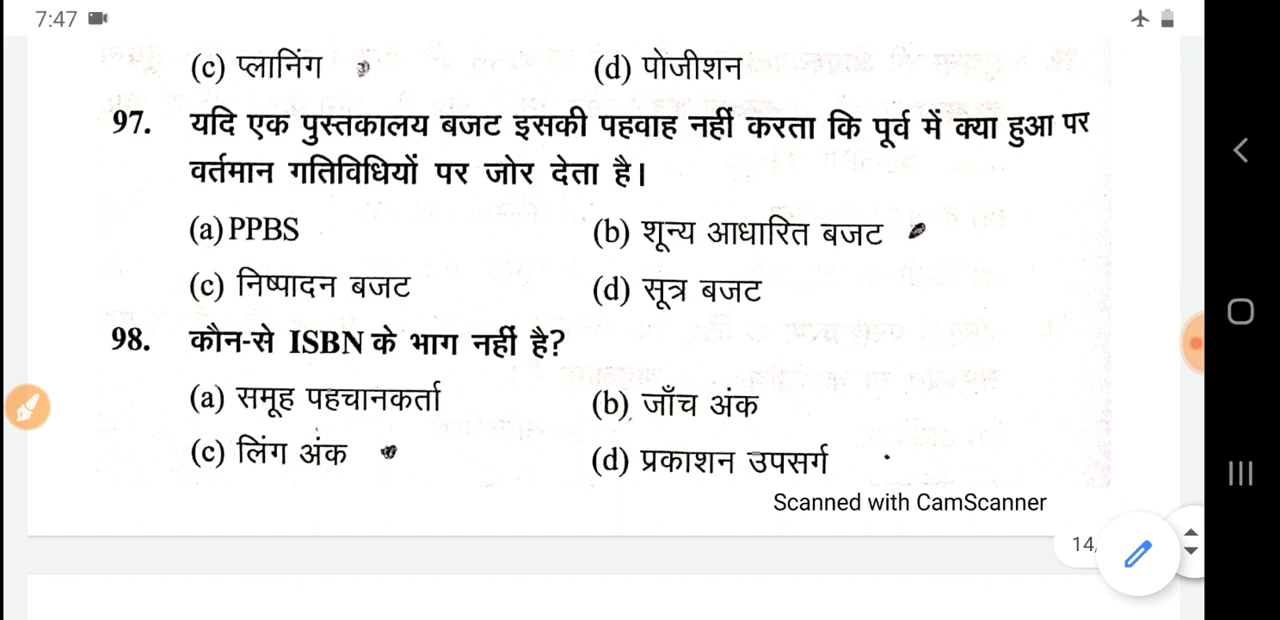 7:47
(c) प्लानिंग (d) पोजीशन
97. यदि एक पुस्तकालय बजट इसकी पहवाह नहीं करता कि पूर्व में क्या हुआ पर
वर्तमान गतिविधियों पर जोर देता है।
(a) PPBS (b) शून्य आधारित बजट
(c) निष्पादन बजट (d) सूत्र बजट
98. कौन-से ISBN के भाग नहीं है?
(a) समूह पहचानकर्ता (b) जाँच अंक
(c) लिंग अंक (d) प्रकाशन उपसर्ग
Scanned with CamScanner
14/